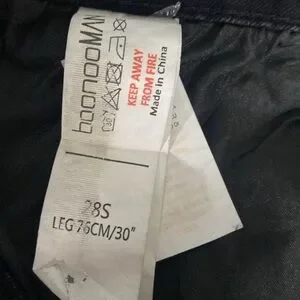 boohooMAN
KEEP AWAY
FROM FIRE
Made in China
28S
LEG 76CM/30"